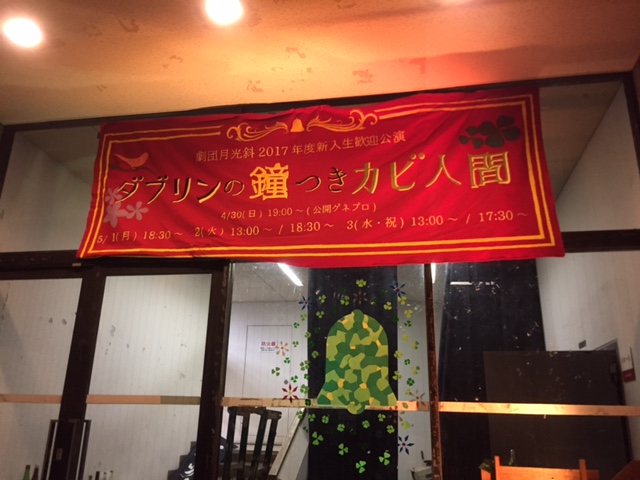 劇団月光斜 2017年度新入生歓迎公演
ダブリンの鐘つきカビ人間
4/30(日) 19:00～(公開ゲネプロ)
5/1(月) 18:30～ 2(火) 13:00～ / 18:30～ 3(水・祝) 13:00～ / 17:30～